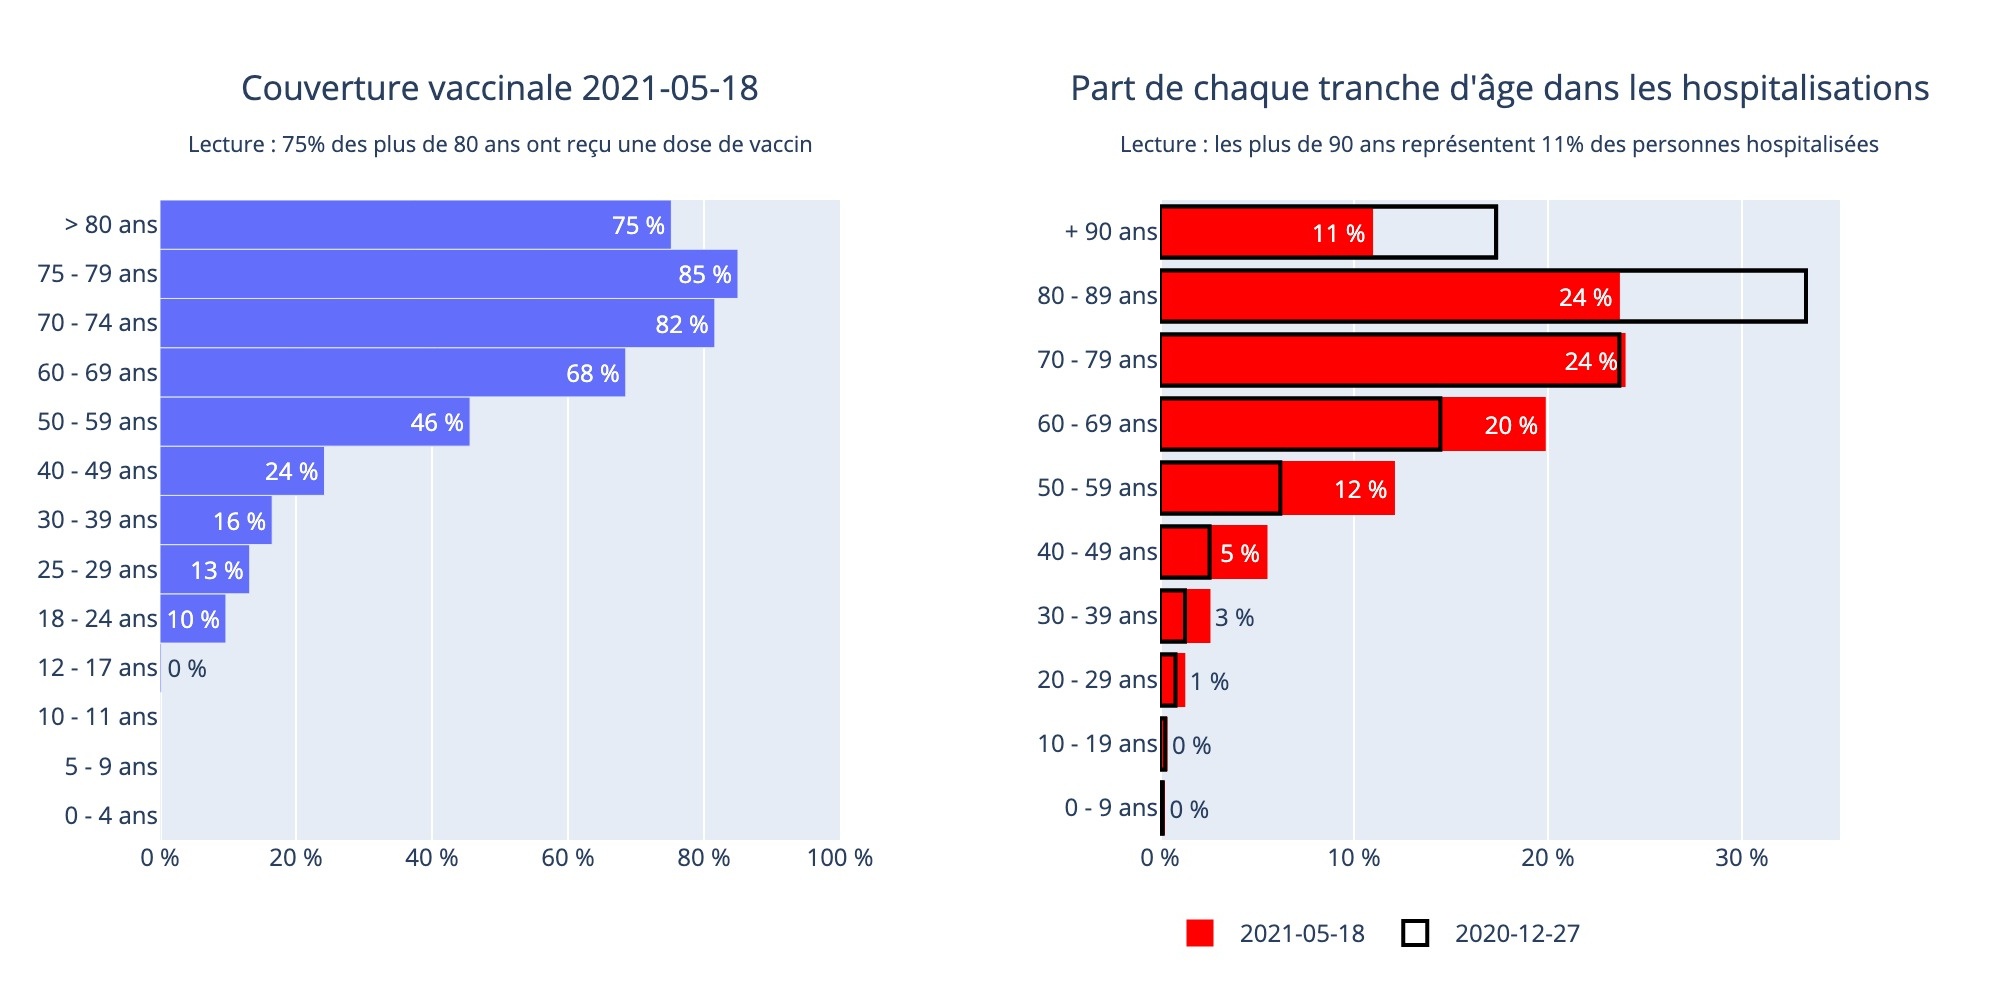 Couverture vaccinale 2021-05-18
Lecture : 75% des plus de 80 ans ont reçu une dose de vaccin
> 80 ans 75 %
75 - 79 ans 85 %
70 - 74 ans 82 %
60 - 69 ans 68 %
50 - 59 ans 46 %
40 - 49 ans 24 %
30 - 39 ans 16 %
25 - 29 ans 13 %
18 - 24 ans 10 %
12 - 17 ans 0 %
10 - 11 ans
5 - 9 ans
0 - 4 ans
0 % 20 % 40 % 60 % 80 % 100 %
Part de chaque tranche d'âge dans les hospitalisations
Lecture : les plus de 90 ans représentent 11% des personnes hospitalisées
+ 90 ans 11 %
80 - 89 ans 24 %
70 - 79 ans 24 %
60 - 69 ans 20 %
50 - 59 ans 12 %
40 - 49 ans 5 %
30 - 39 ans 3 %
20 - 29 ans 1 %
10 - 19 ans 0 %
0 - 9 ans 0 %
0 % 10 % 20 % 30 %
2021-05-18 2020-12-27